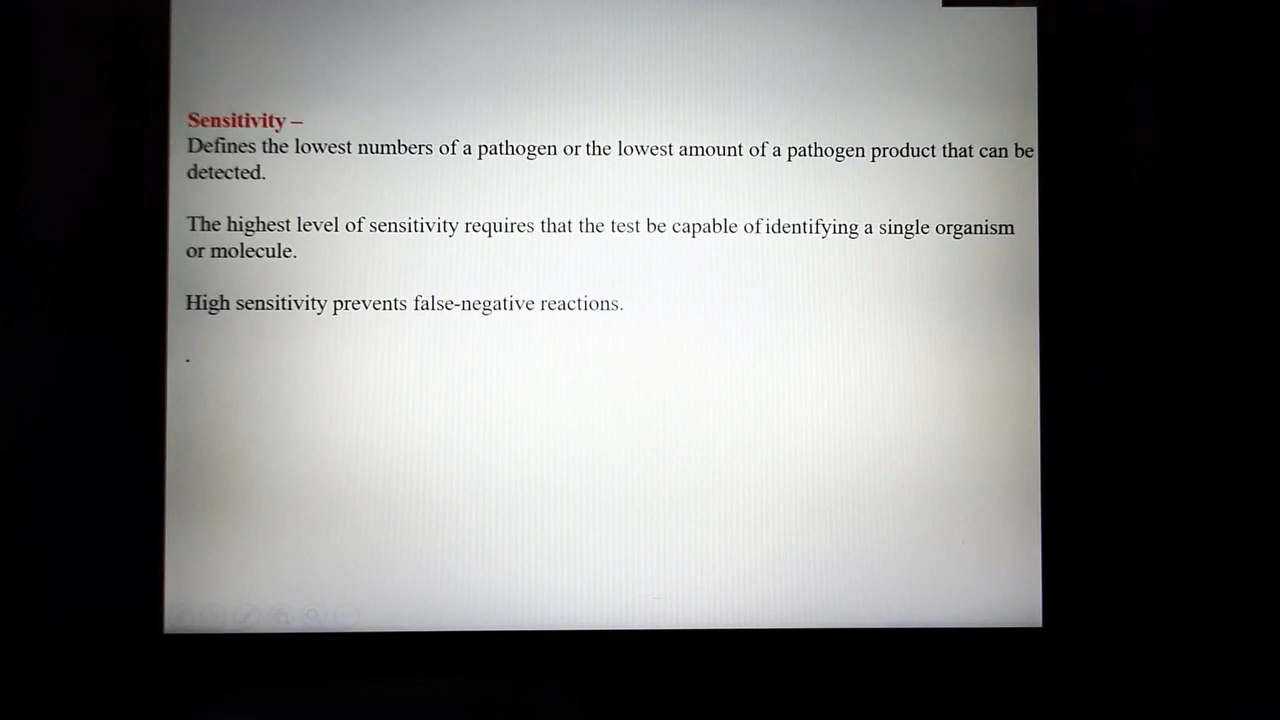 Sensitivity –
Defines the lowest numbers of a pathogen or the lowest amount of a pathogen product that can be
detected.
The highest level of sensitivity requires that the test be capable of identifying a single organism
or molecule.
High sensitivity prevents false-negative reactions.
.